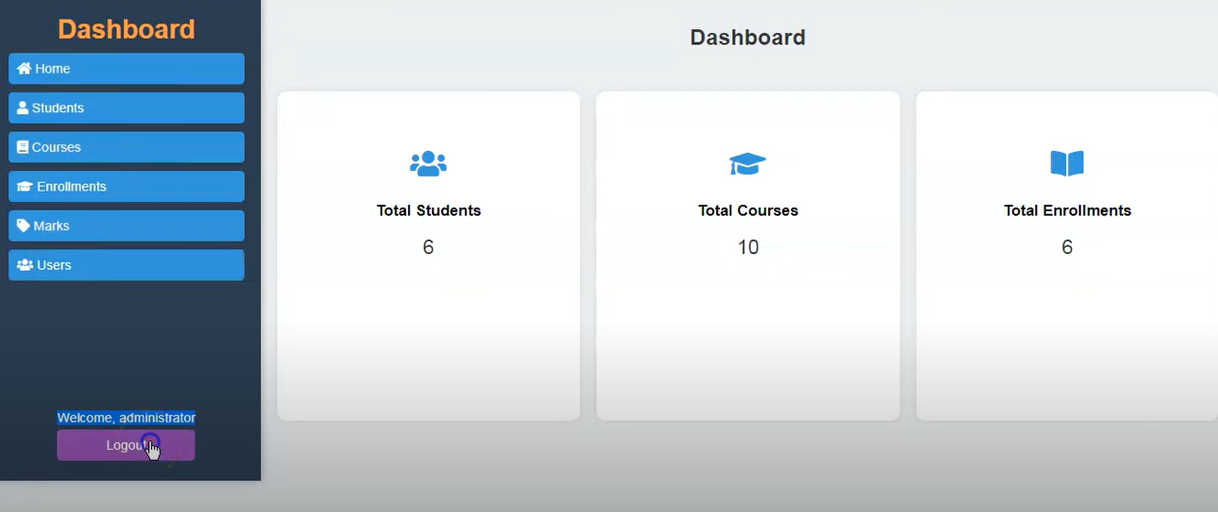 Dashboard
Home
Students
Courses
Enrollments
Marks
Users
Welcome, administrator
Logout
Dashboard
Total Students
6
Total Courses
10
Total Enrollments
6